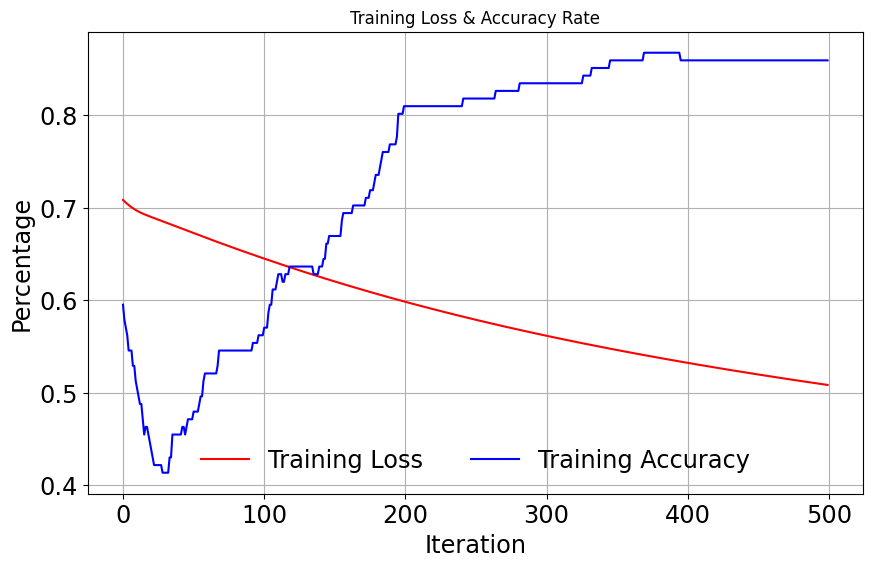 Training Loss & Accuracy Rate
Percentage
0.8
0.7
0.6
0.5
0.4
Training Loss Training Accuracy
0 100 200 300 400 500
Iteration